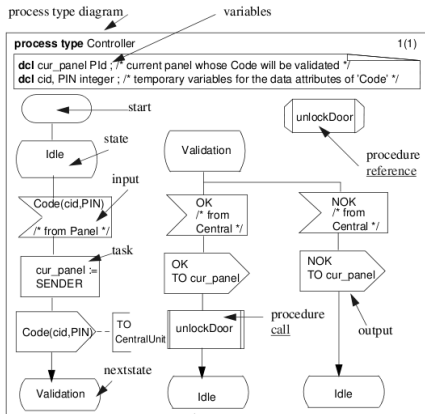 process type diagram
variables
process type Controller
1(1)
dcl cur_panel PId ; /* current panel whose Code will be validated */
dcl cid, PIN integer ; /* temporary variables for the data attributes of 'Code' */
start
unlockDoor
Idle
state
Validation
procedure
reference
Code(cid,PIN)
/* from Panel */
input
OK
/* from
Central */
NOK
/* from
Central */
task
cur_panel :=
SENDER
OK
TO cur_panel
NOK
TO cur_panel
Code(cid,PIN)
TO
CentralUnit
unlockDoor
procedure
call
output
Validation
nextstate
Idle
Idle